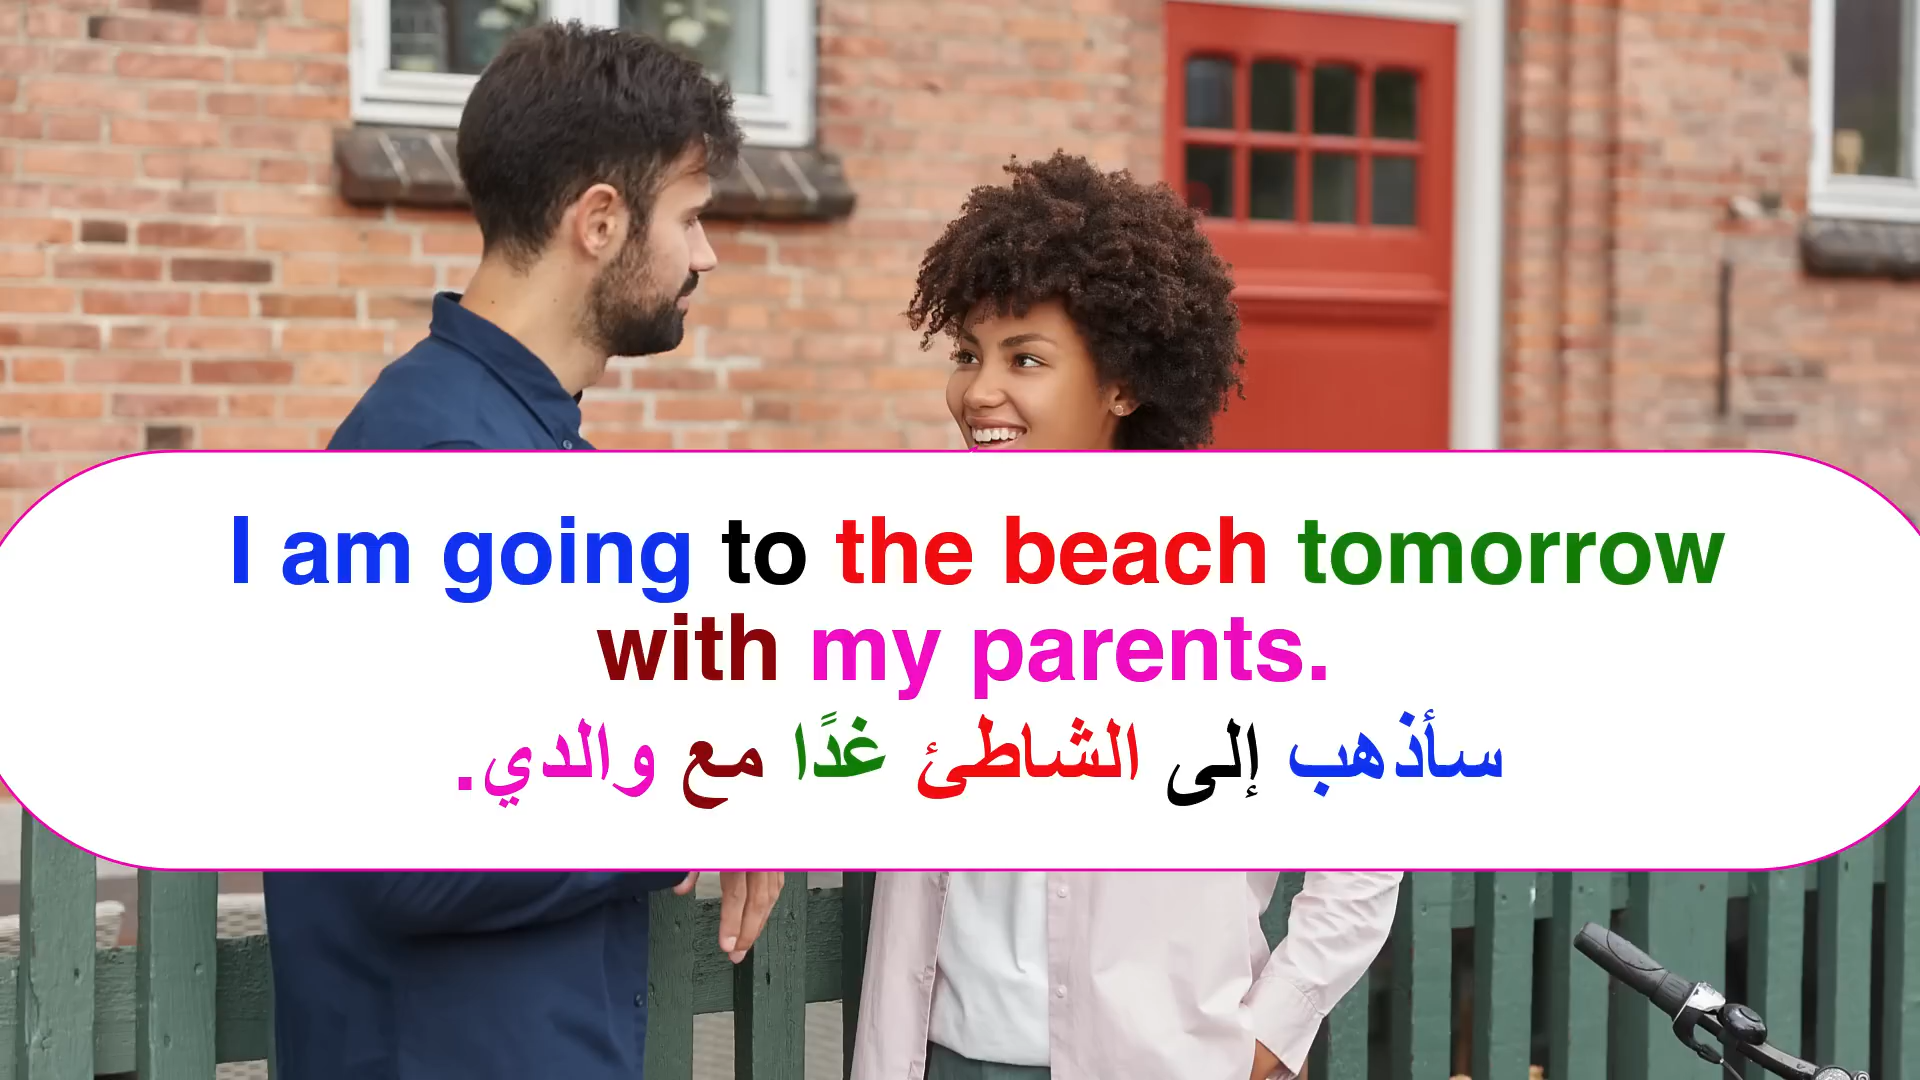 I am going to the beach tomorrow
with my parents.
سأذهب إلى الشاطئ غدًا مع والدي.